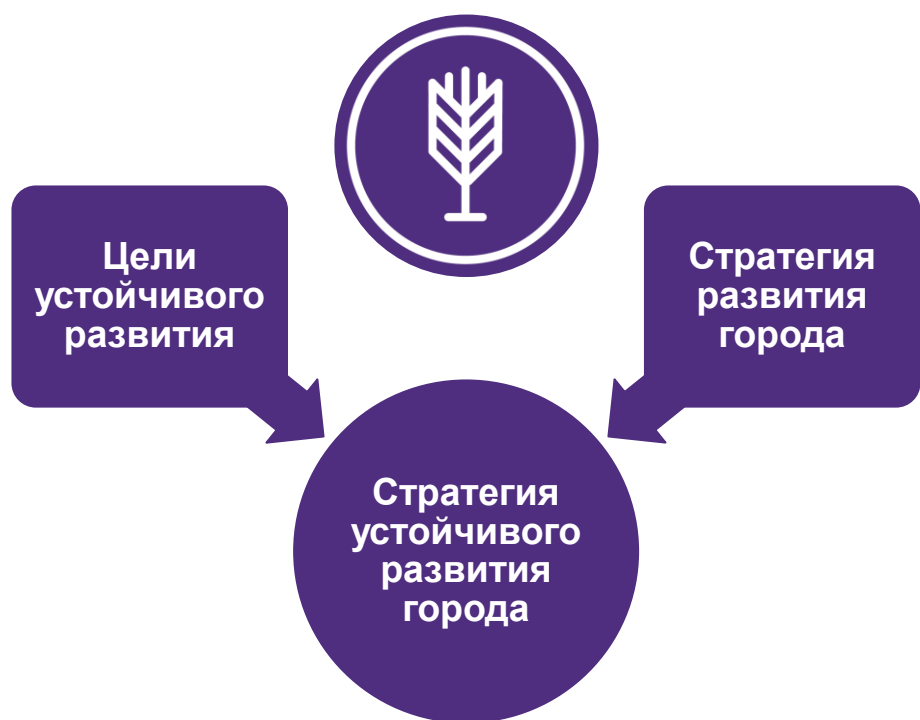 Цели
устойчивого
развития
Стратегия
развития
города
Стратегия
устойчивого
развития
города